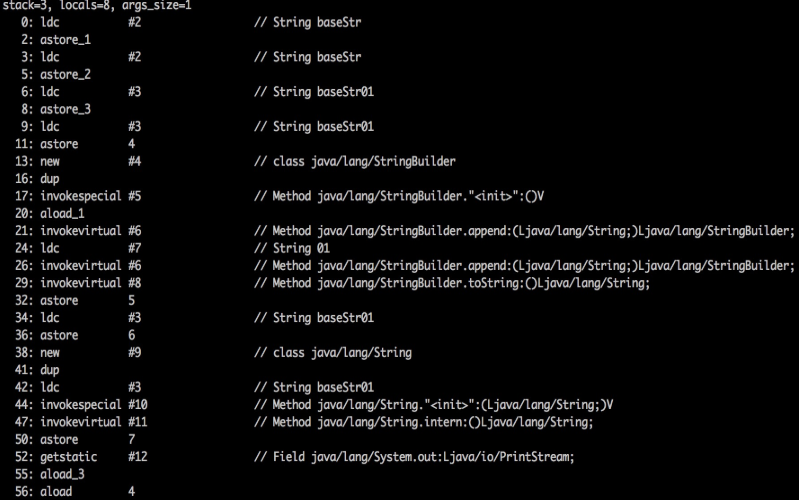 stack=3, locals=8, args_size=1
0: ldc #2 // String baseStr
2: astore_1
3: ldc #2 // String baseStr
5: astore_2
6: ldc #3 // String baseStr01
8: astore_3
9: ldc #3 // String baseStr01
11: astore 4
13: new #4 // class java/lang/StringBuilder
16: dup
17: invokespecial #5 // Method java/lang/StringBuilder."<init>":()V
20: aload_1
21: invokevirtual #6 // Method java/lang/StringBuilder.append:(Ljava/lang/String;)Ljava/lang/StringBuilder;
24: ldc #7 // String 01
26: invokevirtual #6 // Method java/lang/StringBuilder.append:(Ljava/lang/String;)Ljava/lang/StringBuilder;
29: invokevirtual #8 // Method java/lang/StringBuilder.toString:()Ljava/lang/String;
32: astore 5
34: ldc #3 // String baseStr01
36: astore 6
38: new #9 // class java/lang/String
41: dup
42: ldc #3 // String baseStr01
44: invokespecial #10 // Method java/lang/String."<init>":(Ljava/lang/String;)V
47: invokevirtual #11 // Method java/lang/String.intern:()Ljava/lang/String;
50: astore 7
52: getstatic #12 // Field java/lang/System.out:Ljava/io/PrintStream;
55: aload_3
56: aload 4